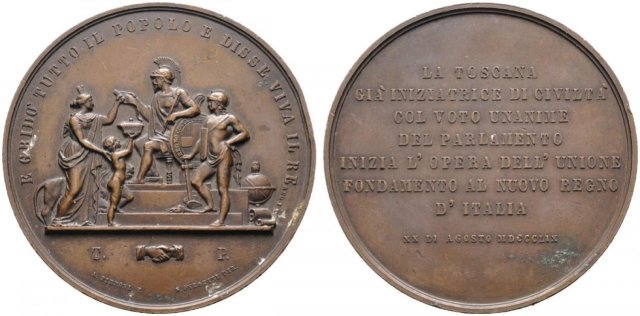 E GRIDÒ TUTTO IL POPOLO E DISSE VIVA IL RE
T. P.
LA TOSCANA
GIÀ INIZIATRICE DI CIVILTÀ
COL VOTO UNANIME
DEL PARLAMENTO
INIZIA L'OPERA DELL'UNIONE
FONDAMENTO AL NUOVO REGNO
D'ITALIA
XX DI AGOSTO MDCCCLIX